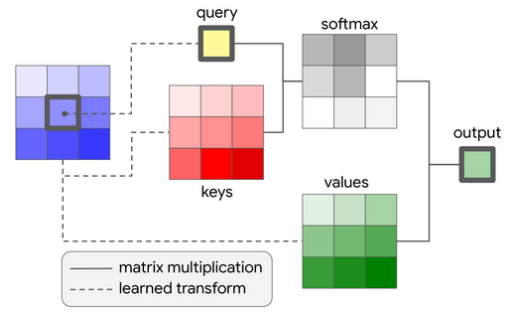 query
softmax
keys
output
values
matrix multiplication
learned transform